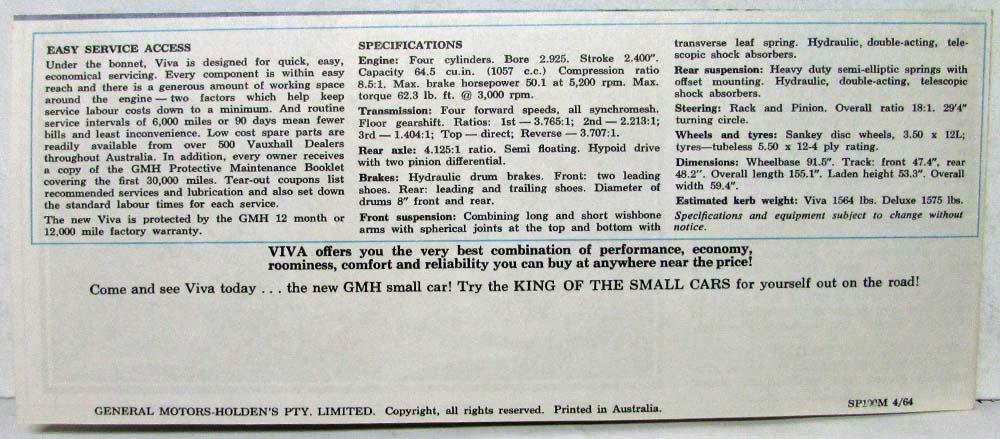 EASY SERVICE ACCESS
Under the bonnet, Viva is designed for quick, easy,
economical servicing. Every component is within easy
reach and there is a generous amount of working space
around the engine — two factors which help keep
service labour costs down to a minimum. And routine
service intervals of 6,000 miles or 90 days mean fewer
bills and least inconvenience. Low cost spare parts are
readily available from over 500 Vauxhall Dealers
throughout Australia. In addition, every owner receives
a copy of the GMH Protective Maintenance Booklet
covering the first 30,000 miles. Tear-out coupons list
recommended services and lubrication and also set down
the standard labour times for each service.
The new Viva is protected by the GMH 12 month or
12,000 mile factory warranty.
SPECIFICATIONS
Engine: Four cylinders. Bore 2.925. Stroke 2.400".
Capacity 64.5 cu.in. (1057 c.c.) Compression ratio
8.5:1. Max. brake horsepower 50.1 at 5,200 rpm. Max.
torque 62.3 lb. ft. @ 3,000 rpm.
Transmission: Four forward speeds, all synchromesh.
Floor gearshift. Ratios: 1st — 3.765:1; 2nd — 2.213:1;
3rd — 1.404:1; Top — direct; Reverse — 3.707:1.
Rear axle: 4.125:1 ratio. Semi floating. Hypoid drive
with two pinion differential.
Brakes: Hydraulic drum brakes. Front: two leading
shoes. Rear: leading and trailing shoes. Diameter of
drums 8" front and rear.
Front suspension: Combining long and short wishbone
arms with spherical joints at the top and bottom with
transverse leaf spring. Hydraulic, double-acting, tele-
scopic shock absorbers.
Rear suspension: Heavy duty semi-elliptic springs with
offset mounting. Hydraulic, double-acting, telescopic
shock absorbers.
Steering: Rack and Pinion. Overall ratio 18:1. 29'4"
turning circle.
Wheels and tyres: Sankey disc wheels, 3.50 x 12L;
tyres—tubeless 5.50 x 12-4 ply rating.
Dimensions: Wheelbase 91.5". Track: front 47.4", rear
48.2". Overall length 155.1". Laden height 53.3". Overall
width 59.4".
Estimated kerb weight: Viva 1564 lbs. Deluxe 1575 lbs.
Specifications and equipment subject to change without
notice.
VIVA offers you the very best combination of performance, economy,
roominess, comfort and reliability you can buy at anywhere near the price!
Come and see Viva today . . . the new GMH small car! Try the KING OF THE SMALL CARS for yourself out on the road!
GENERAL MOTORS-HOLDEN'S PTY. LIMITED. Copyright, all rights reserved. Printed in Australia.
4/64